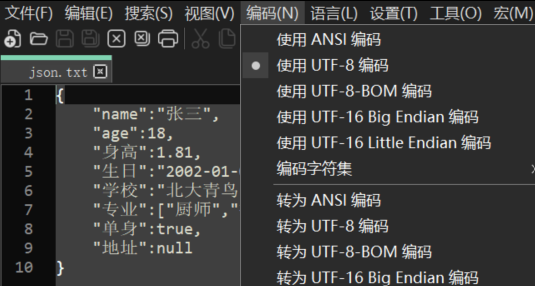 文件(F) 编辑(E) 搜索(S) 视图(V) 编码(N) 语言(L) 设置(T) 工具(O) 宏(M)
json.txt
1 {
2 "name":"张三",
3 "age":18,
4 "身高":1.81,
5 "生日":"2002-01-
6 "学校":"北大青鸟
7 "专业":["厨师",
8 "单身":true,
9 "地址":null
10 }
使用 ANSI 编码
使用 UTF-8 编码
使用 UTF-8-BOM 编码
使用 UTF-16 Big Endian 编码
使用 UTF-16 Little Endian 编码
编码字符集
转为 ANSI 编码
转为 UTF-8 编码
转为 UTF-8-BOM 编码
转为 UTF-16 Big Endian 编码